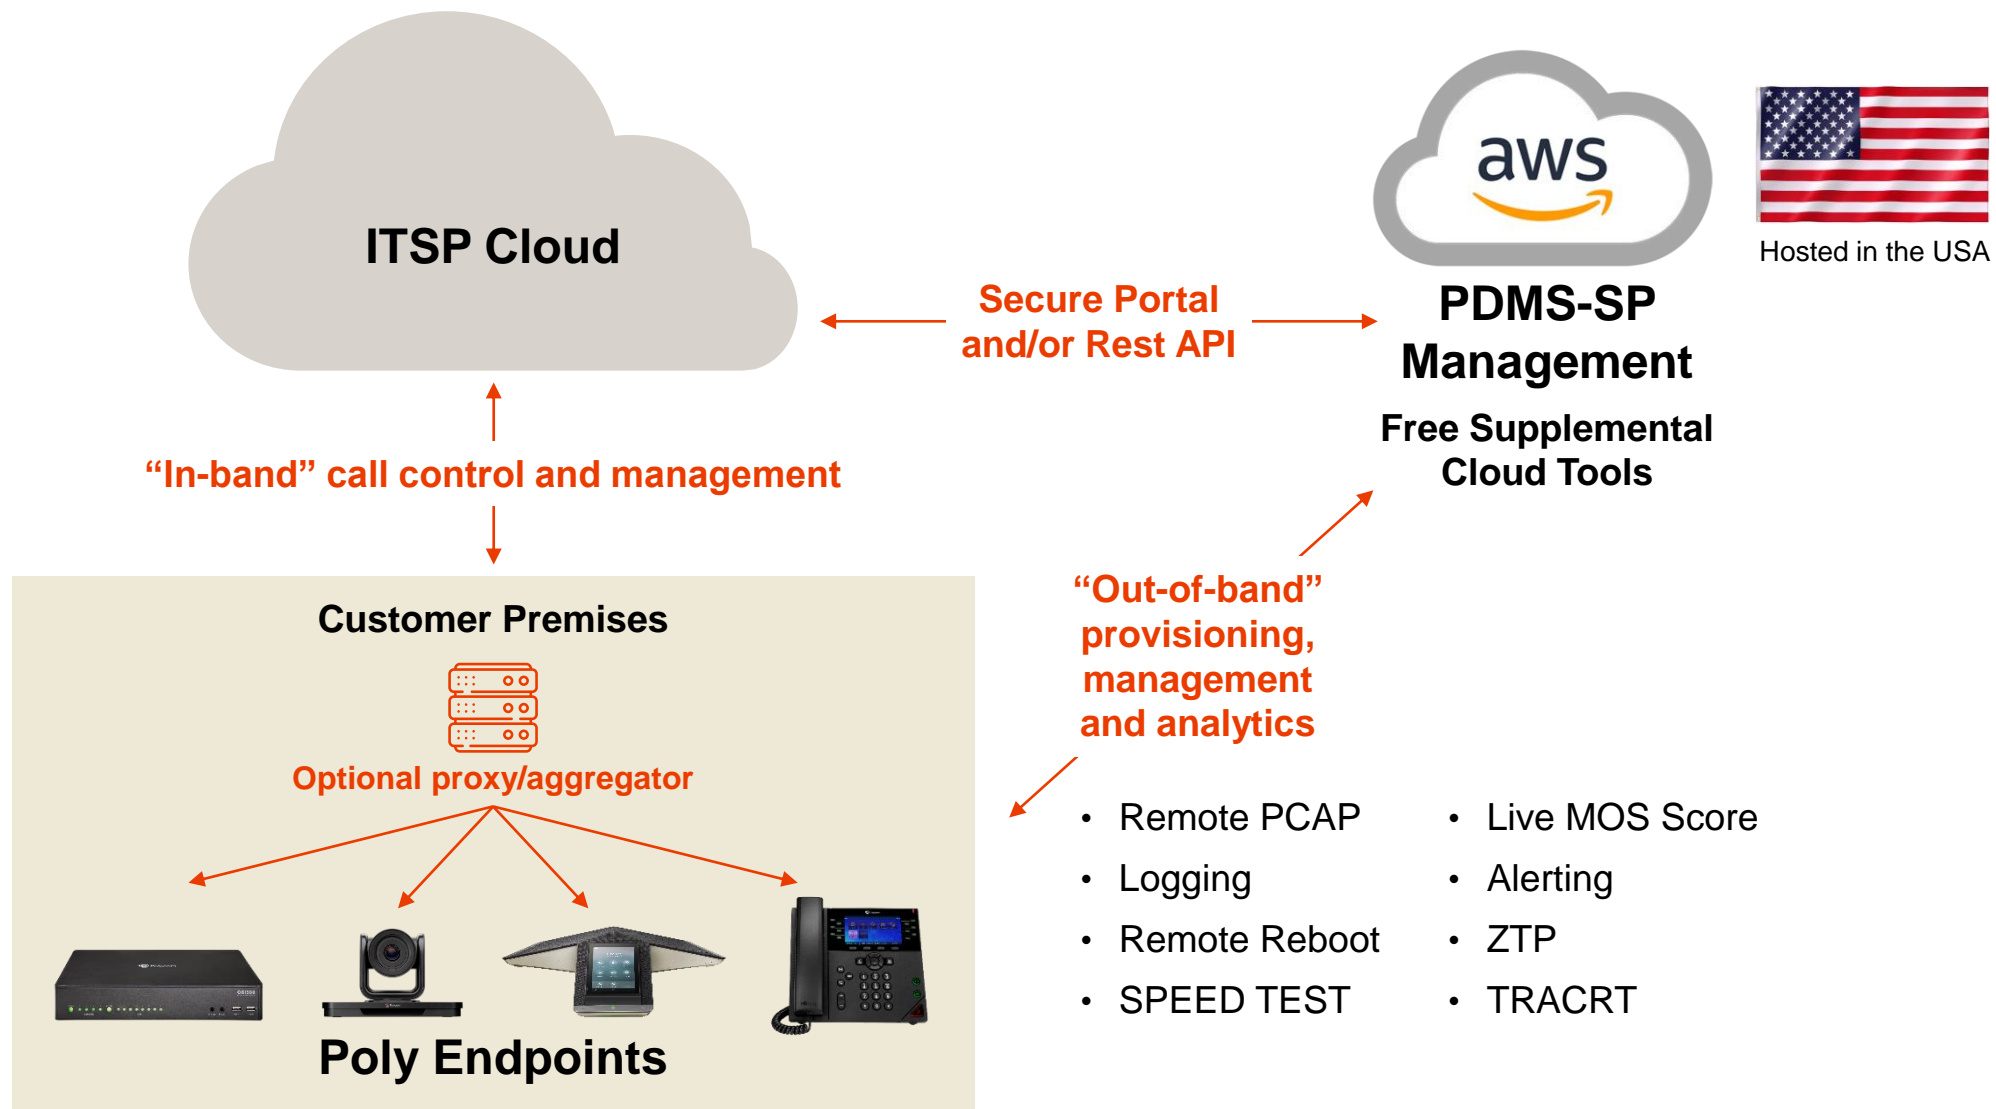 ITSP Cloud
aws
Hosted in the USA
Secure Portal
and/or Rest API
PDMS-SP
Management
Free Supplemental
Cloud Tools
“In-band” call control and management
“Out-of-band”
provisioning,
management
and analytics
Customer Premises
Optional proxy/aggregator
Poly Endpoints
• Remote PCAP
• Logging
• Remote Reboot
• SPEED TEST
• Live MOS Score
• Alerting
• ZTP
• TRACRT